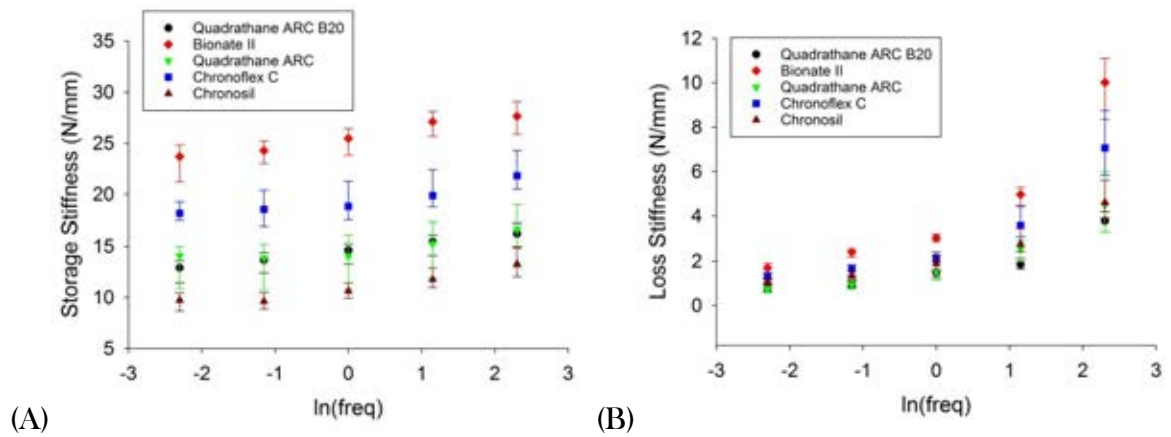 Quadrathane ARC B20
Bionate II
Quadrathane ARC
Chronoflex C
Chronosil
Storage Stiffness (N/mm)
35
30
25
20
15
10
5
-3 -2 -1 0 1 2 3
ln(freq)
(A)
Quadrathane ARC B20
Bionate II
Quadrathane ARC
Chronoflex C
Chronosil
Loss Stiffness (N/mm)
12
10
8
6
4
2
0
-3 -2 -1 0 1 2 3
ln(freq)
(B)